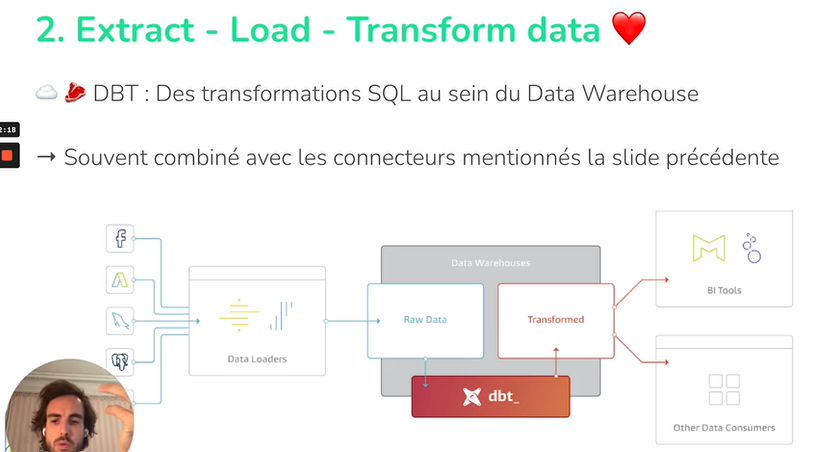 2. Extract - Load - Transform data
DBT : Des transformations SQL au sein du Data Warehouse
2:18
→ Souvent combiné avec les connecteurs mentionnés la slide précédente
Data Warehouses
Raw Data
Transformed
BI Tools
Data Loaders
dbt_
Other Data Consumers